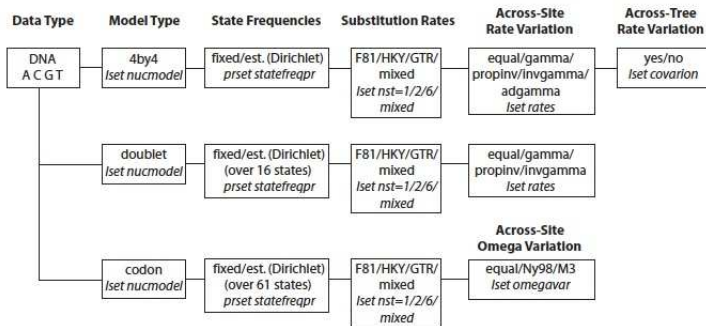 Data Type
Model Type
State Frequencies
Substitution Rates
Across-Site
Rate Variation
Across-Tree
Rate Variation
DNA
A C G T
4by4
lset nucmodel
fixed/est. (Dirichlet)
prset statefreqpr
F81/HKY/GTR/
mixed
lset nst=1/2/6/
mixed
equal/gamma/
propinv/invgamma/
adgamma
lset rates
yes/no
lset covarion
doublet
lset nucmodel
fixed/est. (Dirichlet)
(over 16 states)
prset statefreqpr
F81/HKY/GTR/
mixed
lset nst=1/2/6/
mixed
equal/gamma/
propinv/invgamma
lset rates
Across-Site
Omega Variation
codon
lset nucmodel
fixed/est. (Dirichlet)
(over 61 states)
prset statefreqpr
F81/HKY/GTR/
mixed
lset nst=1/2/6/
mixed
equal/Ny98/M3
lset omegavar